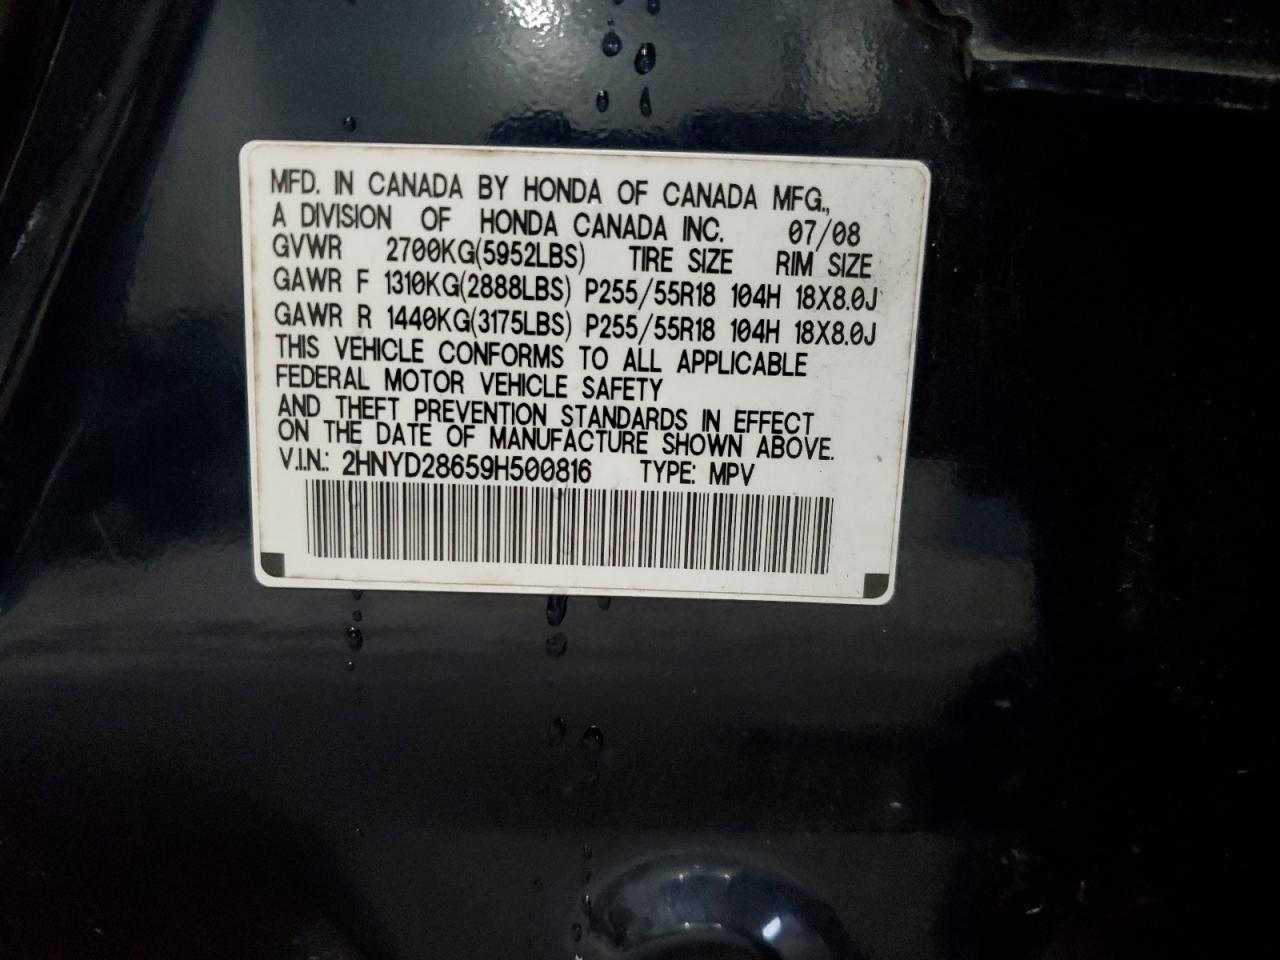 MFD. IN CANADA BY HONDA OF CANADA MFG.,
A DIVISION OF HONDA CANADA INC. 07/08
GVWR 2700KG(5952LBS) TIRE SIZE RIM SIZE
GAWR F 1310KG(2888LBS) P255/55R18 104H 18X8.0J
GAWR R 1440KG(3175LBS) P255/55R18 104H 18X8.0J
THIS VEHICLE CONFORMS TO ALL APPLICABLE
FEDERAL MOTOR VEHICLE SAFETY
AND THEFT PREVENTION STANDARDS IN EFFECT
ON THE DATE OF MANUFACTURE SHOWN ABOVE.
V.I.N.: 2HNYD28659H500816 TYPE: MPV